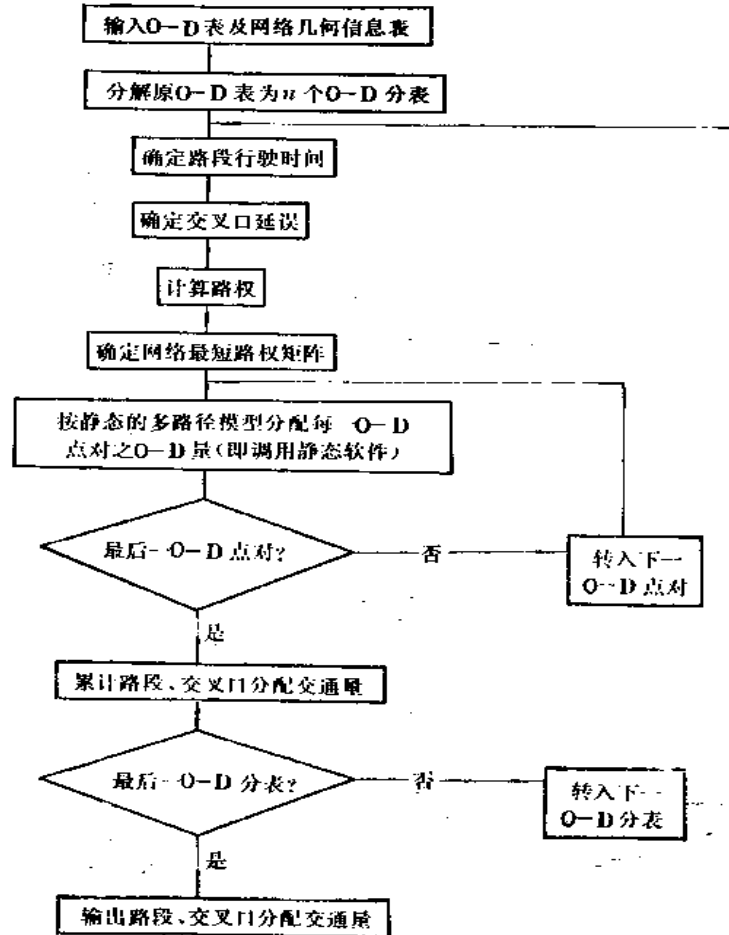 输入O-D表及网络几何信息表
分解原O-D表为n个O-D分表
确定路段行驶时间
确定交叉口延误
计算路权
确定网络最短路权矩阵
按静态的多路径模型分配每一O-D
点对之O-D量(即调用静态软件)
最后一O-D点对?
否
转入下一
O-D点对
是
累计路段、交叉口分配交通量
最后一O-D分表?
否
转入下一
O-D分表
是
输出路段、交叉口分配交通量